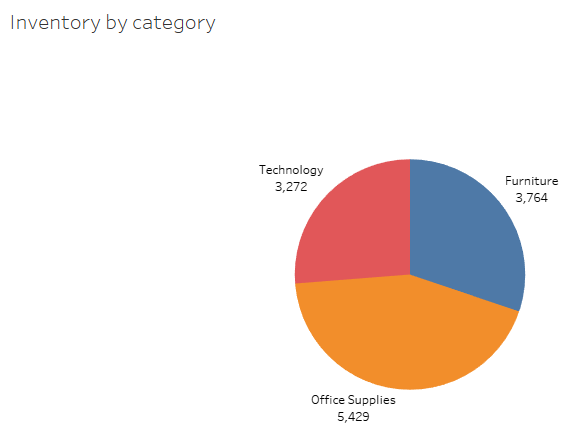 Inventory by category
Technology
3,272
Furniture
3,764
Office Supplies
5,429